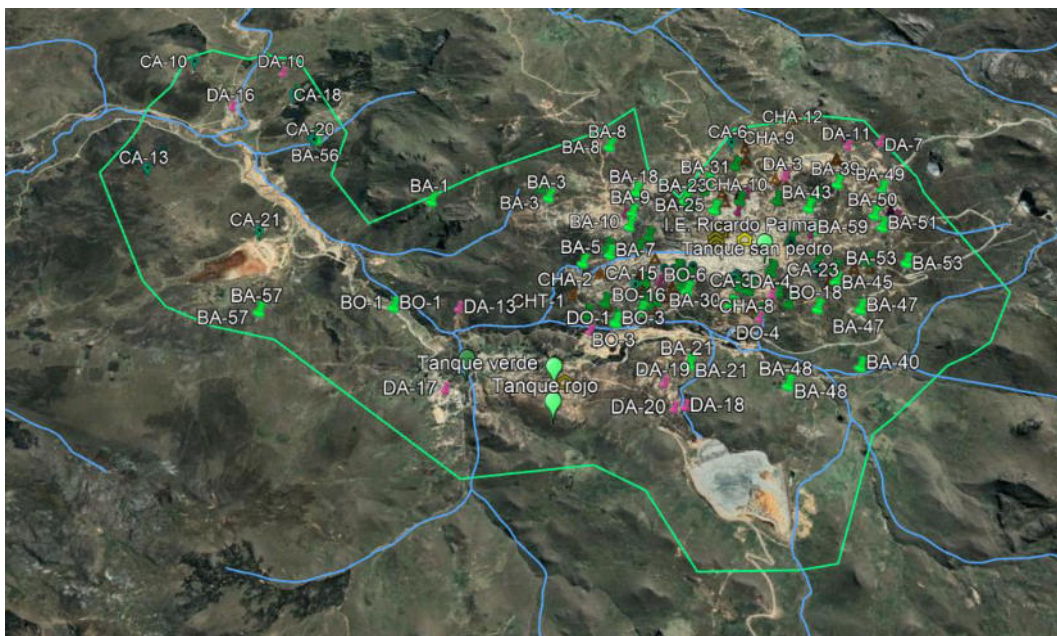 CA-10
DA-10
DA-16
CA-18
CHA-12
CA-6
CHA-9
DA-11
DA-7
BA-8
BA-8
CA-20
BA-56
CA-13
BA-31
DA-3
BA-39
BA-1
BA-3
BA-3
BA-18
BA-23
CHA-10
BA-43
BA-49
BA-9
BA-25
BA-50
BA-10
CA-21
I.E. Ricardo Palma
BA-59
BA-51
BA-5
BA-7
Tanque san pedro
BA-53
BA-53
CHA-2
CA-15
BO-6
CA-3
DA-4
CA-23
BA-45
BA-57
BO-1
BO-1
DA-13
CHT-1
BO-16
BA-30
BO-18
BA-57
DO-1
BO-3
CHA-8
BA-47
BO-3
DO-4
BA-47
Tanque verde
BA-21
BA-21
BA-48
BA-40
DA-17
Tanque rojo
DA-19
BA-48
DA-20
DA-18